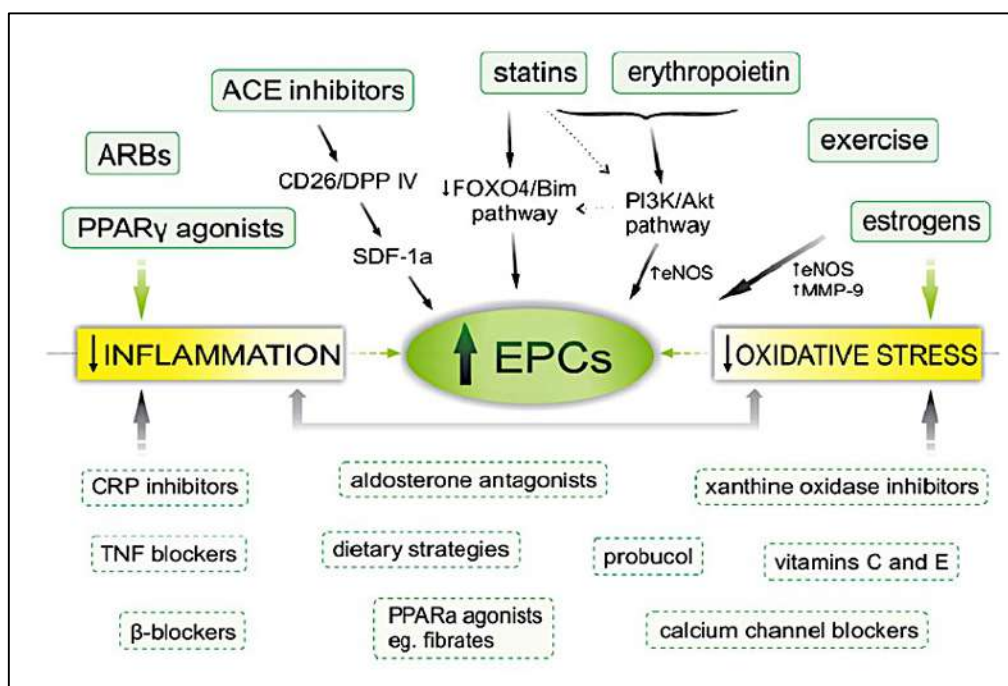 statins
erythropoietin
ACE inhibitors
ARBs
exercise
CD26/DPP IV
↓FOXO4/Bim
pathway
PI3K/Akt
pathway
PPARγ agonists
estrogens
SDF-1a
↑eNOS
↑eNOS
↑MMP-9
↓INFLAMMATION
↑ EPCs
↓OXIDATIVE STRESS
CRP inhibitors
aldosterone antagonists
xanthine oxidase inhibitors
TNF blockers
dietary strategies
probucol
vitamins C and E
β-blockers
PPARa agonists
eg. fibrates
calcium channel blockers